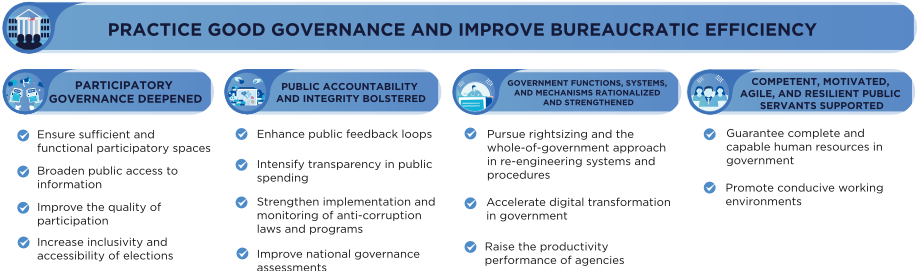 PRACTICE GOOD GOVERNANCE AND IMPROVE BUREAUCRATIC EFFICIENCY
PARTICIPATORY
GOVERNANCE DEEPENED
Ensure sufficient and
functional participatory spaces
Broaden public access to
information
Improve the quality of
participation
Increase inclusivity and
accessibility of elections
PUBLIC ACCOUNTABILITY
AND INTEGRITY BOLSTERED
Enhance public feedback loops
Intensify transparency in public
spending
Strengthen implementation and
monitoring of anti-corruption
laws and programs
Improve national governance
assessments
GOVERNMENT FUNCTIONS, SYSTEMS,
AND MECHANISMS RATIONALIZED
AND STRENGTHENED
Pursue rightsizing and the
whole-of-government approach
in re-engineering systems and
procedures
Accelerate digital transformation
in government
Raise the productivity
performance of agencies
COMPETENT, MOTIVATED,
AGILE, AND RESILIENT PUBLIC
SERVANTS SUPPORTED
Guarantee complete and
capable human resources in
government
Promote conducive working
environments